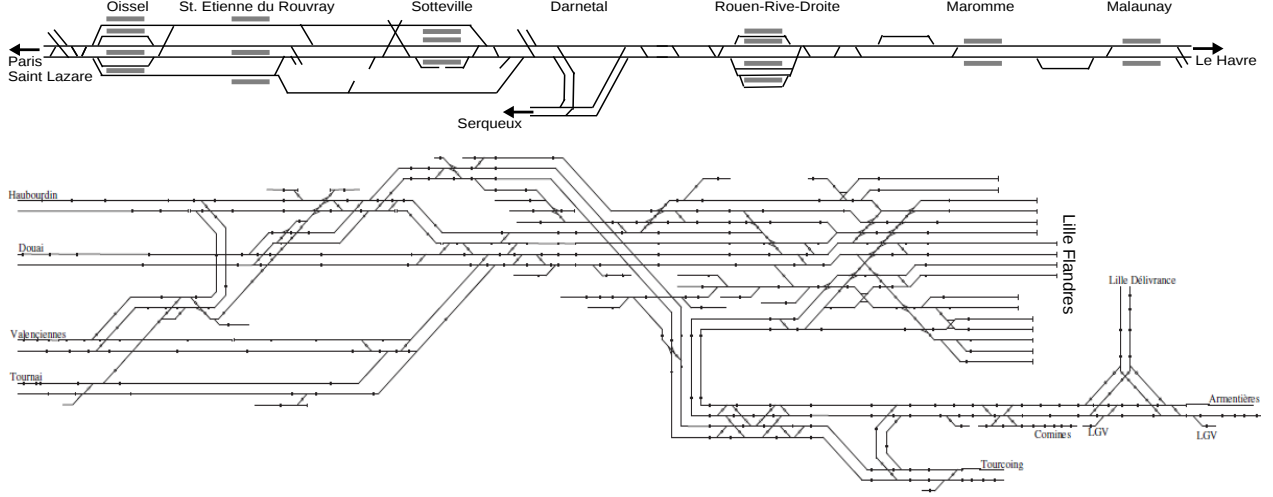 Oissel St. Etienne du Rouvray Sotteville Darnetal Rouen-Rive-Droite Maromme Malaunay
Paris
Saint Lazare
Le Havre
Serqueux
Haubourdin
Douai
Lille Flandres
Lille Délivrance
Valenciennes
Tournai
Armentières
Comines LGV LGV
Tourcoing